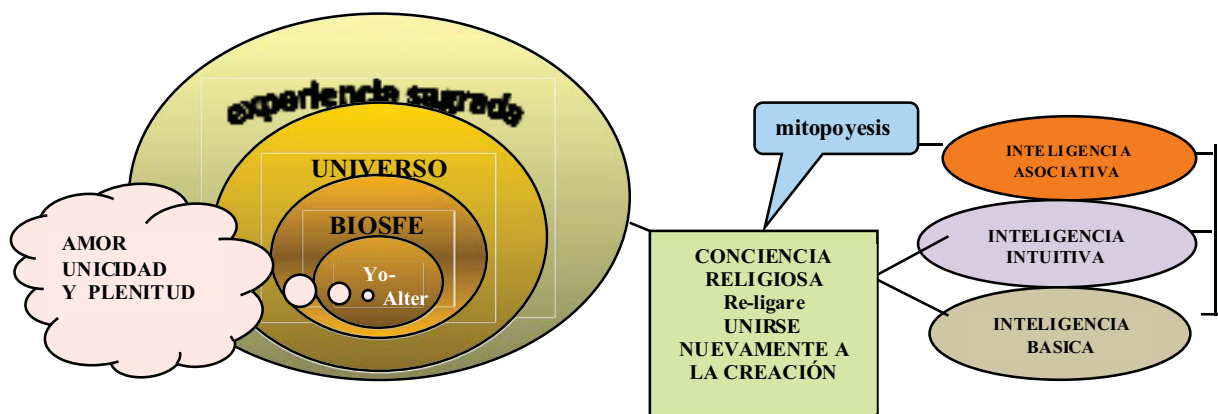 experiencia sagrada
UNIVERSO
BIOSFE
Yo-
Alter
AMOR
UNICIDAD
Y PLENITUD
mitopoyesis
CONCIENCIA
RELIGIOSA
Re-ligare
UNIRSE
NUEVAMENTE A
LA CREACIÓN
INTELIGENCIA
ASOCIATIVA
INTELIGENCIA
INTUITIVA
INTELIGENCIA
BASICA